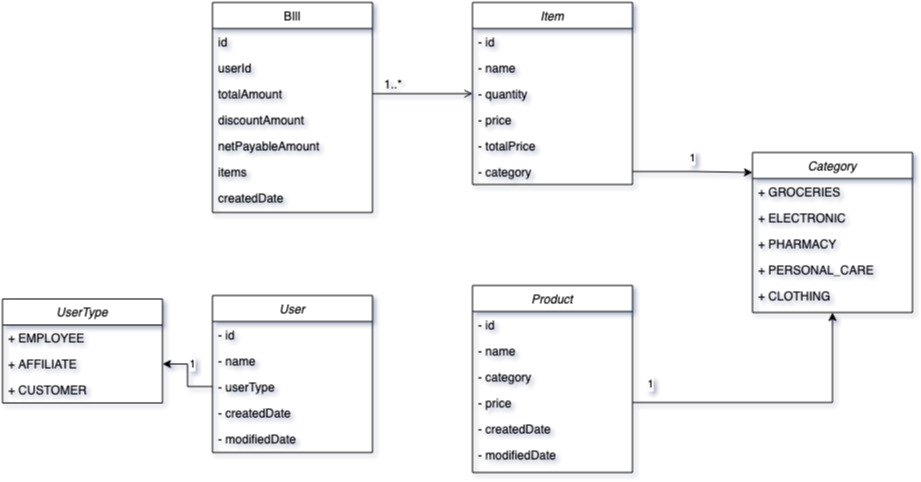 BIll
id
userId
totalAmount
discountAmount
netPayableAmount
items
createdDate
1..*
Item
- id
- name
- quantity
- price
- totalPrice
- category
1
Category
+ GROCERIES
+ ELECTRONIC
+ PHARMACY
+ PERSONAL_CARE
+ CLOTHING
UserType
+ EMPLOYEE
+ AFFILIATE
+ CUSTOMER
1
User
- id
- name
- userType
- createdDate
- modifiedDate
Product
- id
- name
- category
- price
- createdDate
- modifiedDate
1